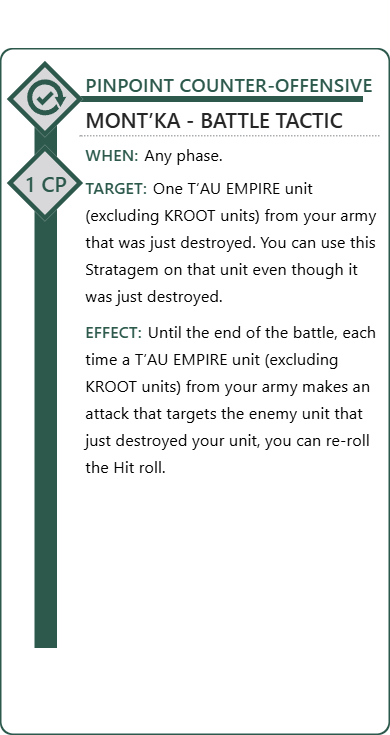 PINPOINT COUNTER-OFFENSIVE
MONT’KA - BATTLE TACTIC
WHEN: Any phase.
1 CP
TARGET: One T’AU EMPIRE unit
(excluding KROOT units) from your army
that was just destroyed. You can use this
Stratagem on that unit even though it
was just destroyed.
EFFECT: Until the end of the battle, each
time a T’AU EMPIRE unit (excluding
KROOT units) from your army makes an
attack that targets the enemy unit that
just destroyed your unit, you can re-roll
the Hit roll.